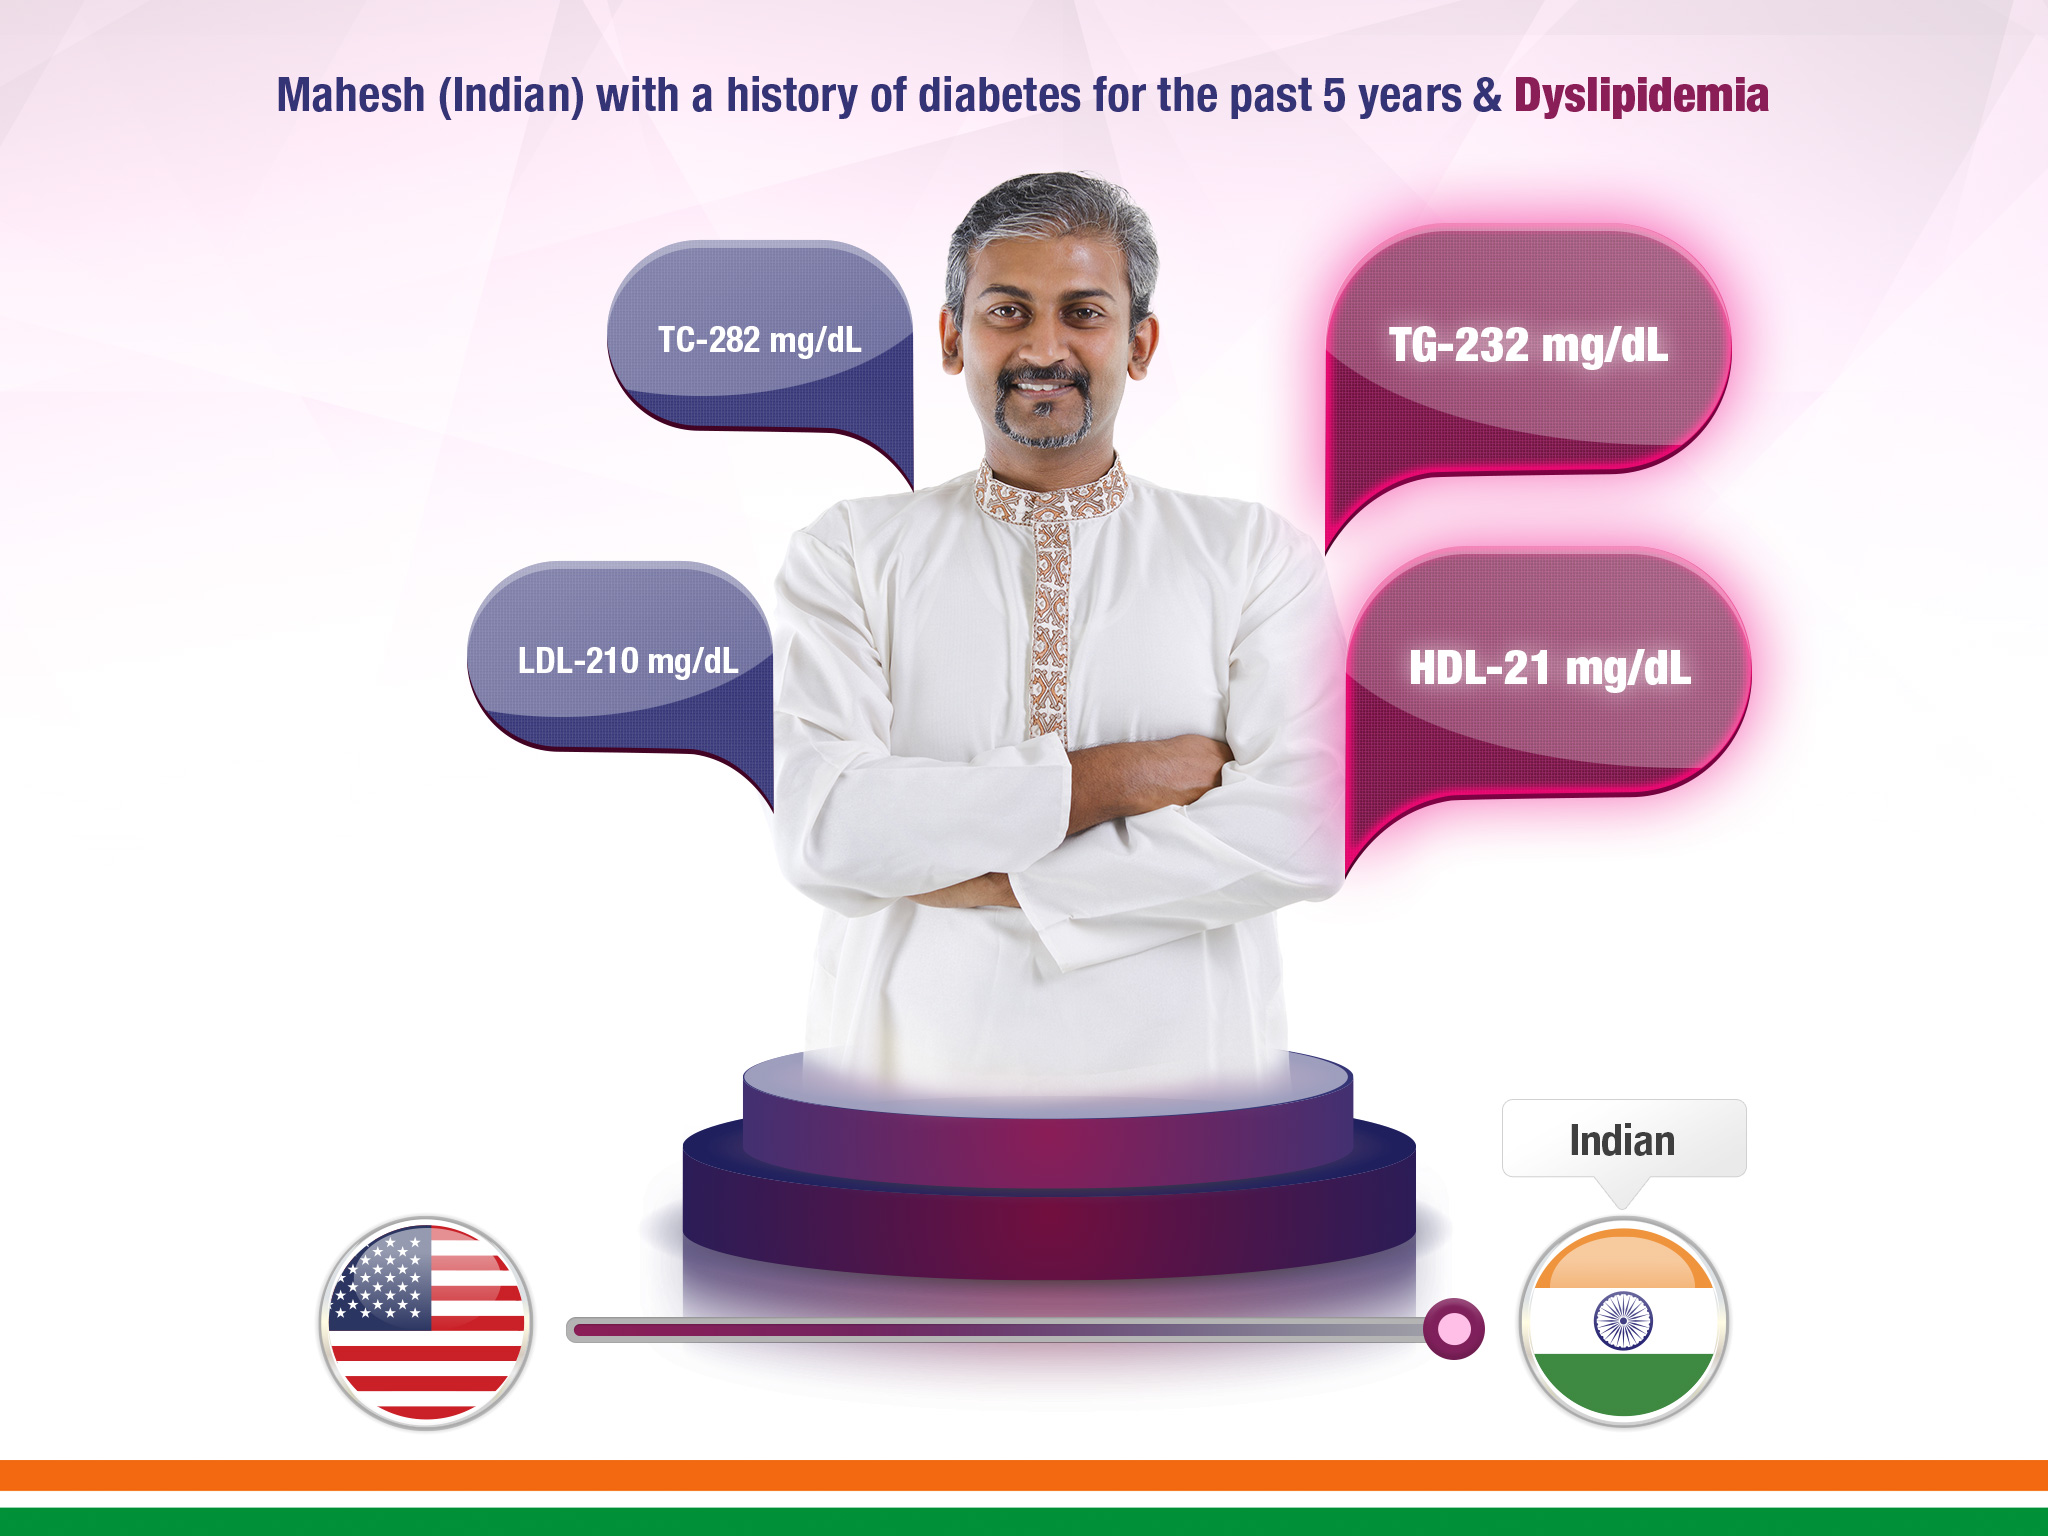 Mahesh (Indian) with a history of diabetes for the past 5 years & Dyslipidemia
TC-282 mg/dL
TG-232 mg/dL
LDL-210 mg/dL
HDL-21 mg/dL
Indian